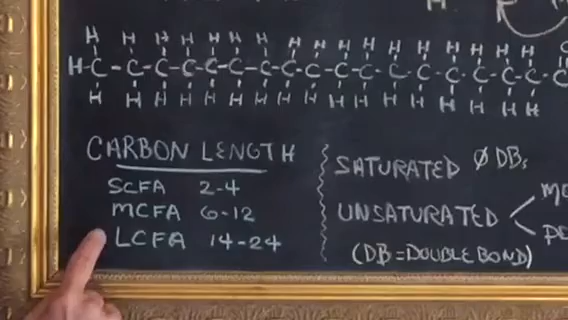 H H H H H H H H H H H H H H H H H
H-C-C-C-C-C-C-C-C-C-C-C-C-C-C-C-C-C-C
H H H H H H H H H H H H H H H H H
CARBON LENGTH
SCFA 2-4
MCFA 6-12
LCFA 14-24
SATURATED Ø DBs
UNSATURATED
(DB=DOUBLE BOND)